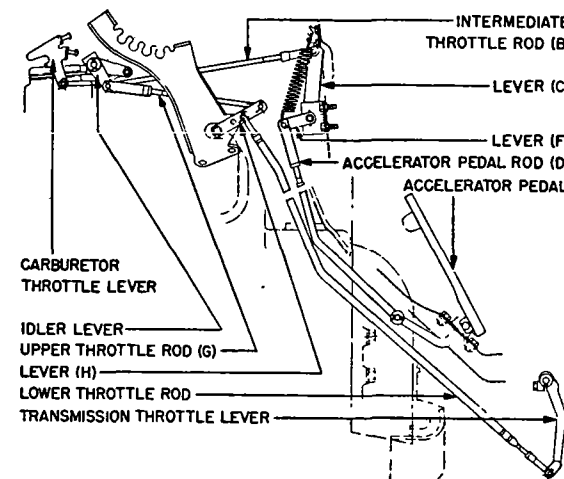 INTERMEDIATE
THROTTLE ROD (B
LEVER (C
LEVER (F
ACCELERATOR PEDAL ROD (D
ACCELERATOR PEDAL
CARBURETOR
THROTTLE LEVER
IDLER LEVER
UPPER THROTTLE ROD (G)
LEVER (H)
LOWER THROTTLE ROD
TRANSMISSION THROTTLE LEVER